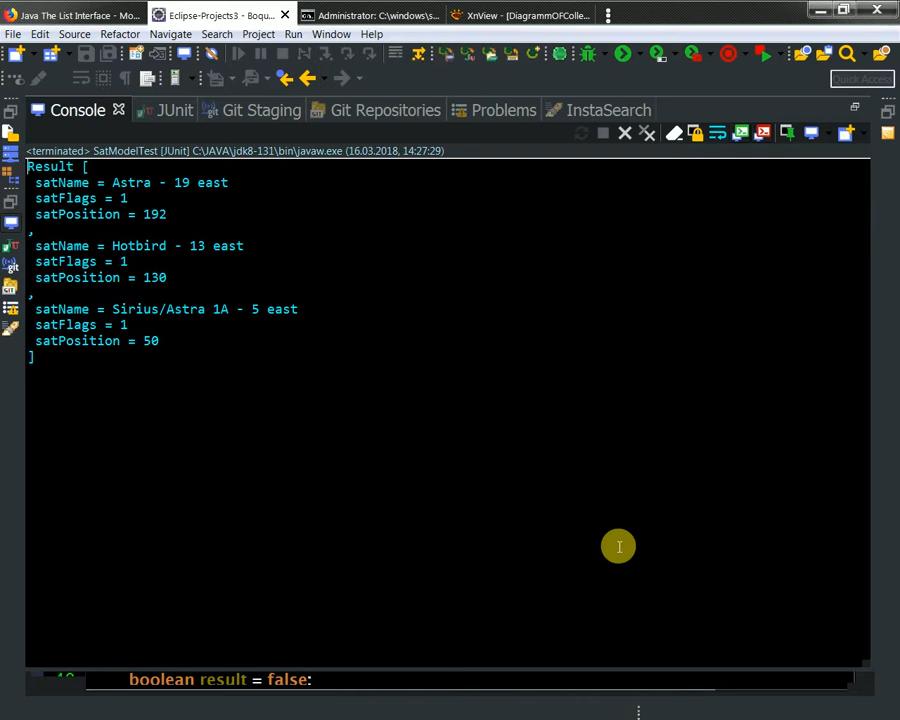 Java The List Interface - Mo...
Eclipse-Projects3 - Boqu...
Administrator: C:\windows\s...
XnView - [DiagrammOFColle...
File Edit Source Refactor Navigate Search Project Run Window Help
Quick Access
Console JUnit Git Staging Git Repositories Problems InstaSearch
<terminated> SatModelTest [JUnit] C:\JAVA\jdk8-131\bin\javaw.exe (16.03.2018, 14:27:29)
Result [
satName = Astra - 19 east
satFlags = 1
satPosition = 192
,
satName = Hotbird - 13 east
satFlags = 1
satPosition = 130
,
satName = Sirius/Astra 1A - 5 east
satFlags = 1
satPosition = 50
]
boolean result = false;